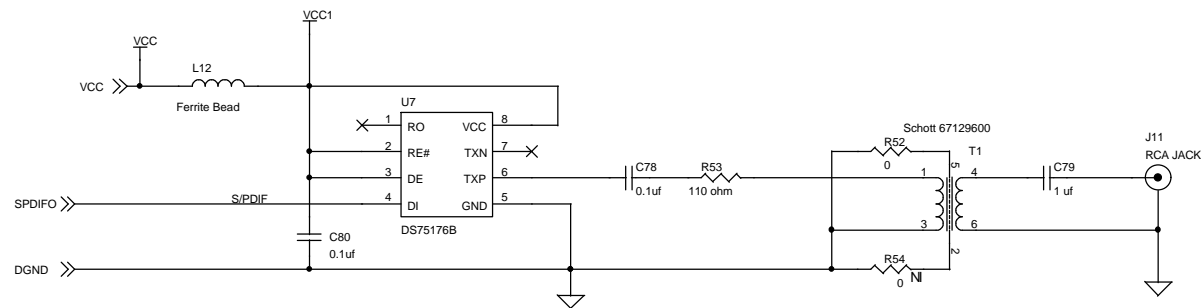 VCC1
VCC
L12
VCC
Ferrite Bead
U7
1 RO VCC 8
2 RE# TXN 7
3 DE TXP 6
4 DI GND 5
DS75176B
SPDIFO
S/PDIF
C80
0.1uf
DGND
C78
0.1uf
R53
110 ohm
Schott 67129600
R52
0
T1
5
1 4
3 6
2
R54
0 NI
C79
1 uf
J11
RCA JACK